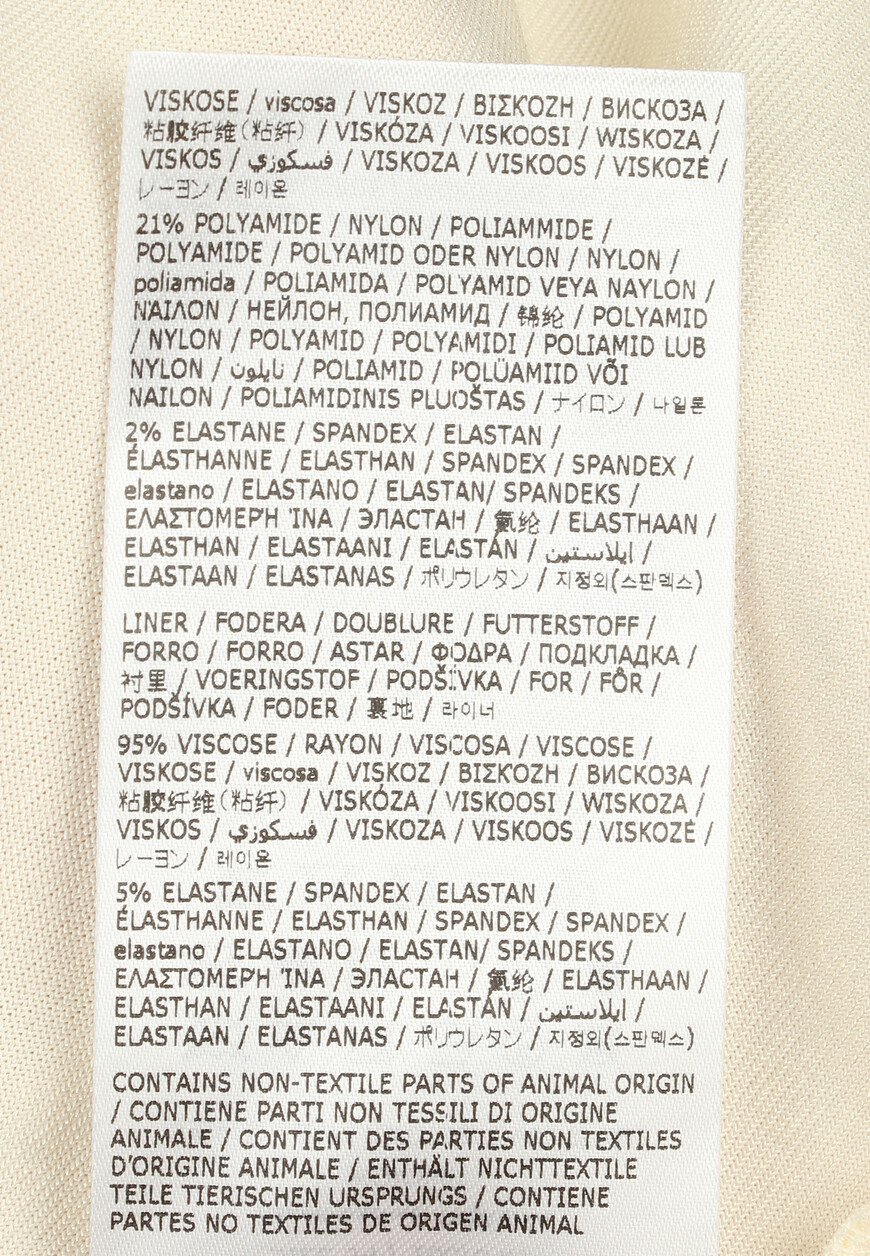 VISKOSE / viscosa / VISKOZ / ΒΙΣΚΌΖΗ / ВИСКОЗА /
粘胶纤维(粘纤) / VISKÓZA / VISKOOSI / WISKOZA /
VISKOS / فسكوزي / VISKOZA / VISKOOS / VISKOZĖ /
レーヨン / 레이온
21% POLYAMIDE / NYLON / POLIAMMIDE /
POLYAMIDE / POLYAMID ODER NYLON / NYLON /
poliamida / POLIAMIDA / POLYAMID VEYA NAYLON /
ΝΆΙΛΟΝ / НЕЙЛОН, ПОЛИАМИД / 锦纶 / POLYAMID
/ NYLON / POLYAMID / POLYAMIDI / POLIAMID LUB
NYLON / نايلون / POLIAMID / POLÜAMIID VÕI
NAILON / POLIAMIDINIS PLUOŠTAS / ナイロン / 나일론
2% ELASTANE / SPANDEX / ELASTAN /
ÉLASTHANNE / ELASTHAN / SPANDEX / SPANDEX /
elastano / ELASTANO / ELASTAN/ SPANDEKS /
ΕΛΑΣΤΟΜΕΡΉ ΊΝΑ / ЭЛАСТАН / 氨纶 / ELASTHAAN /
ELASTHAN / ELASTAANI / ELASTÁN / ايلاستين /
ELASTAAN / ELASTANAS / ポリウレタン / 지정외(스판덱스)
LINER / FODERA / DOUBLURE / FUTTERSTOFF /
FORRO / FORRO / ASTAR / ΦΌΔΡΑ / ПОДКЛАДКА /
衬里 / VOERINGSTOF / PODŠÍVKA / FOR / FÔR /
PODŠÍVKA / FODER / 裏地 / 라이너
95% VISCOSE / RAYON / VISCOSA / VISCOSE /
VISKOSE / viscosa / VISKOZ / ΒΙΣΚΌΖΗ / ВИСКОЗА /
粘胶纤维(粘纤) / VISKÓZA / VISKOOSI / WISKOZA /
VISKOS / فسكوزي / VISKOZA / VISKOOS / VISKOZĖ /
レーヨン / 레이온
5% ELASTANE / SPANDEX / ELASTAN /
ÉLASTHANNE / ELASTHAN / SPANDEX / SPANDEX /
elastano / ELASTANO / ELASTAN/ SPANDEKS /
ΕΛΑΣΤΟΜΕΡΉ ΊΝΑ / ЭЛАСТАН / 氨纶 / ELASTHAAN /
ELASTHAN / ELASTAANI / ELASTÁN / ايلاستين /
ELASTAAN / ELASTANAS / ポリウレタン / 지정외(스판덱스)
CONTAINS NON-TEXTILE PARTS OF ANIMAL ORIGIN
/ CONTIENE PARTI NON TESSILI DI ORIGINE
ANIMALE / CONTIENT DES PARTIES NON TEXTILES
D'ORIGINE ANIMALE / ENTHÄLT NICHTTEXTILE
TEILE TIERISCHEN URSPRUNGS / CONTIENE
PARTES NO TEXTILES DE ORIGEN ANIMAL